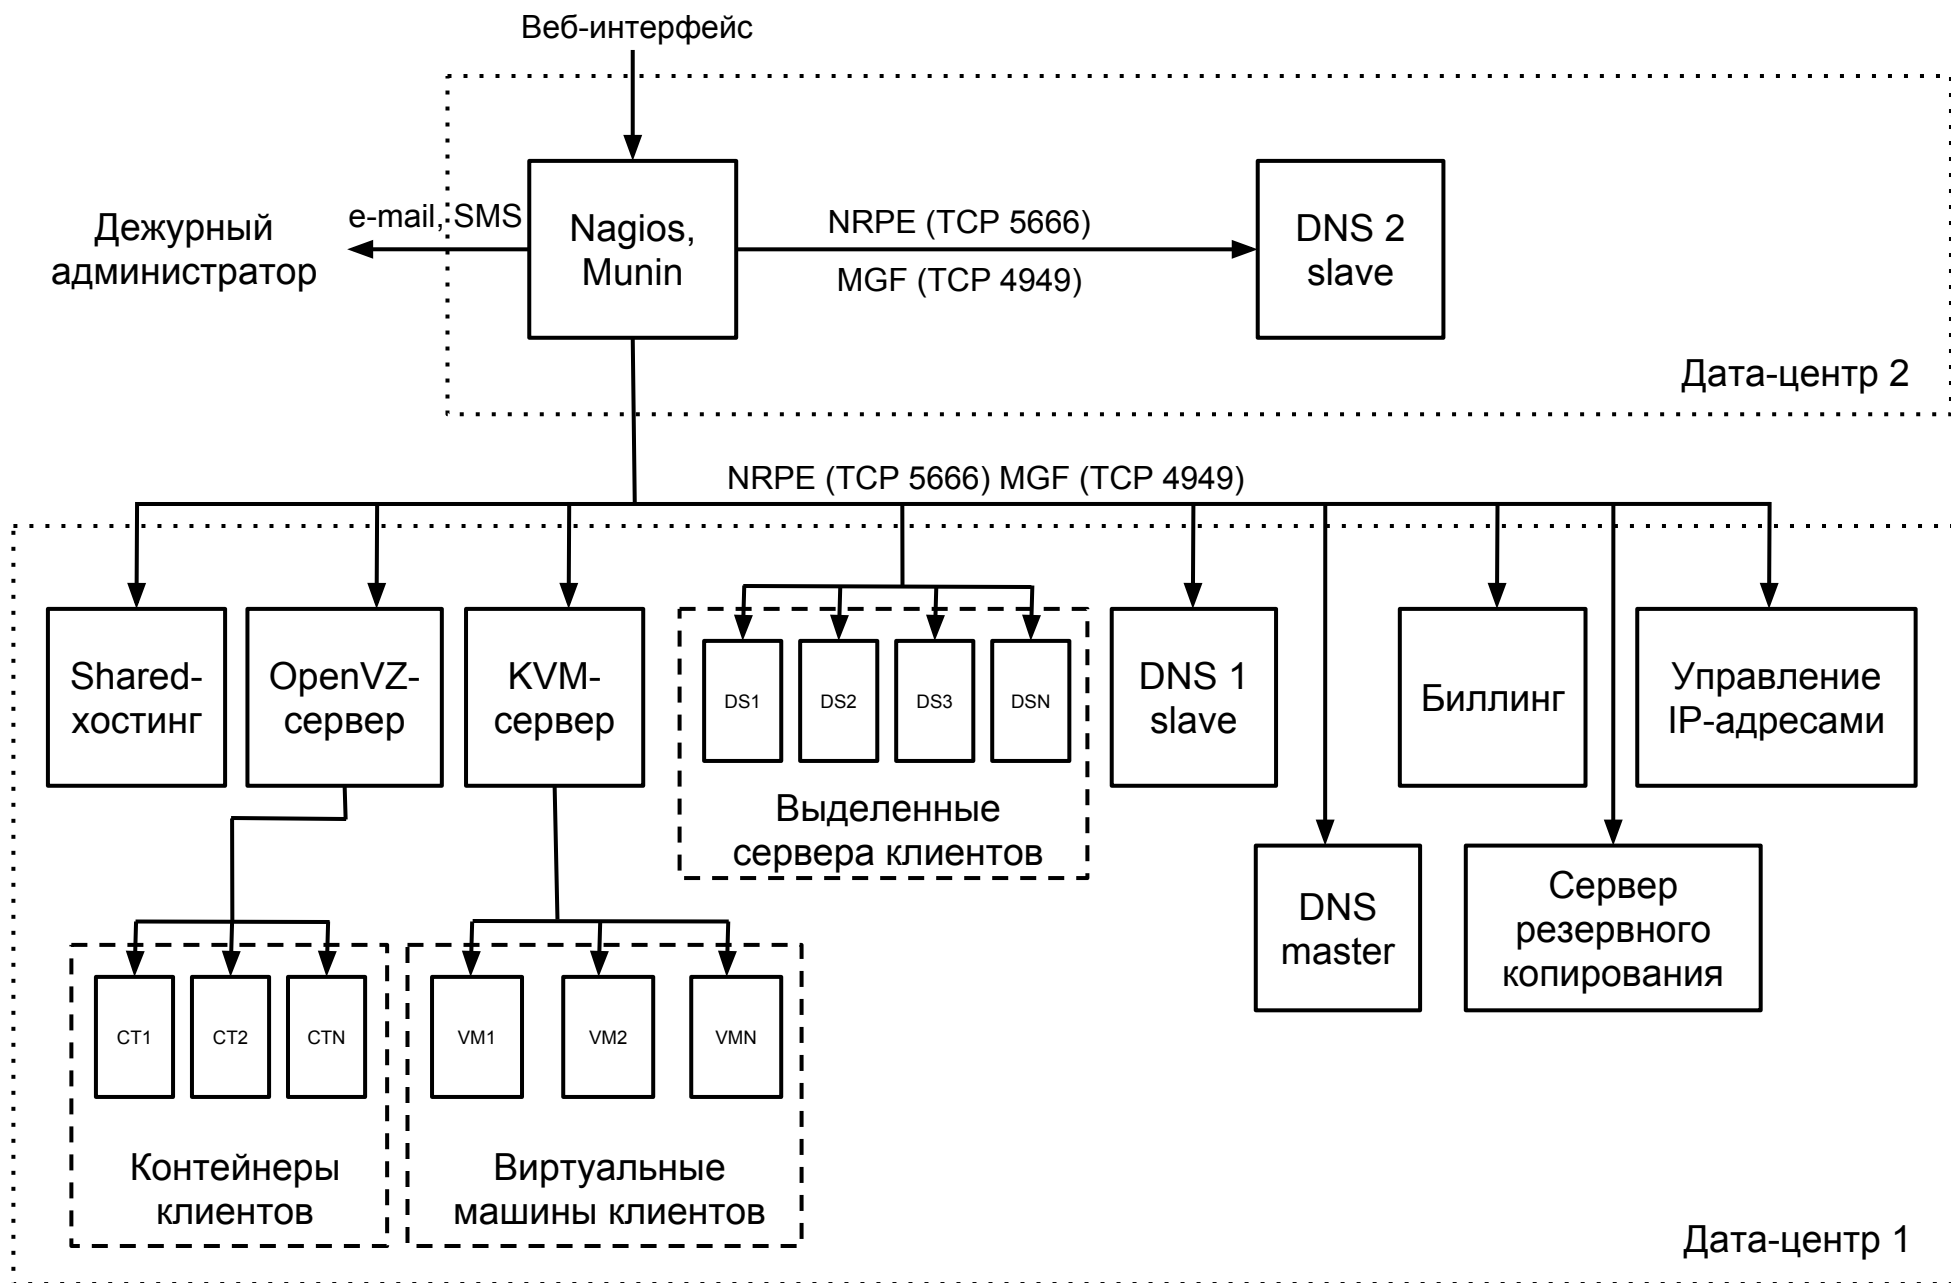 Веб-интерфейс
e-mail, SMS
Дежурный
администратор
Nagios,
Munin
NRPE (TCP 5666)
MGF (TCP 4949)
DNS 2
slave
Дата-центр 2
NRPE (TCP 5666) MGF (TCP 4949)
Shared-
хостинг
OpenVZ-
сервер
KVM-
сервер
DS1
DS2
DS3
DSN
Выделенные
сервера клиентов
DNS 1
slave
Биллинг
Управление
IP-адресами
DNS
master
Сервер
резервного
копирования
CT1
CT2
CTN
Контейнеры
клиентов
VM1
VM2
VMN
Виртуальные
машины клиентов
Дата-центр 1